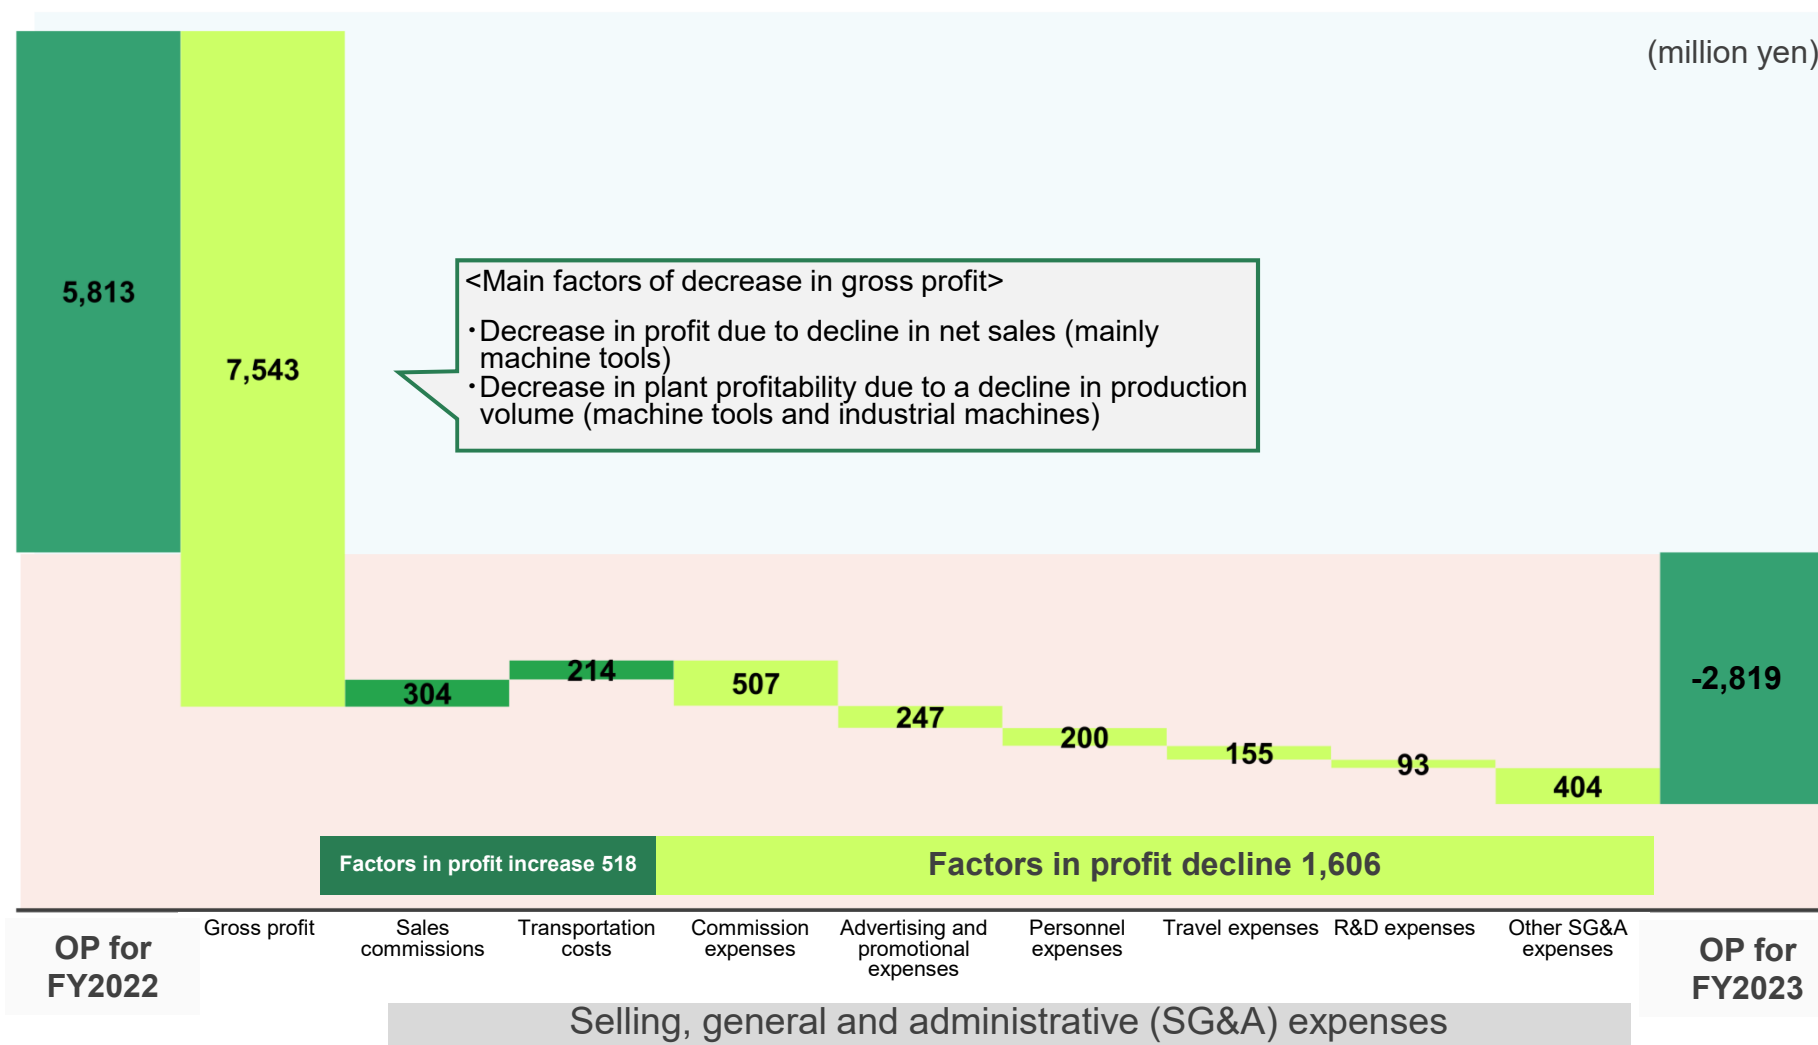 (million yen)
5,813
7,543
<Main factors of decrease in gross profit>
・Decrease in profit due to decline in net sales (mainly
machine tools)
・Decrease in plant profitability due to a decline in production
volume (machine tools and industrial machines)
304
214
507
247
200
155
93
404
-2,819
Factors in profit increase 518
Factors in profit decline 1,606
OP for
FY2022
Gross profit
Sales
commissions
Transportation
costs
Commission
expenses
Advertising and
promotional
expenses
Personnel
expenses
Travel expenses
R&D expenses
Other SG&A
expenses
OP for
FY2023
Selling, general and administrative (SG&A) expenses